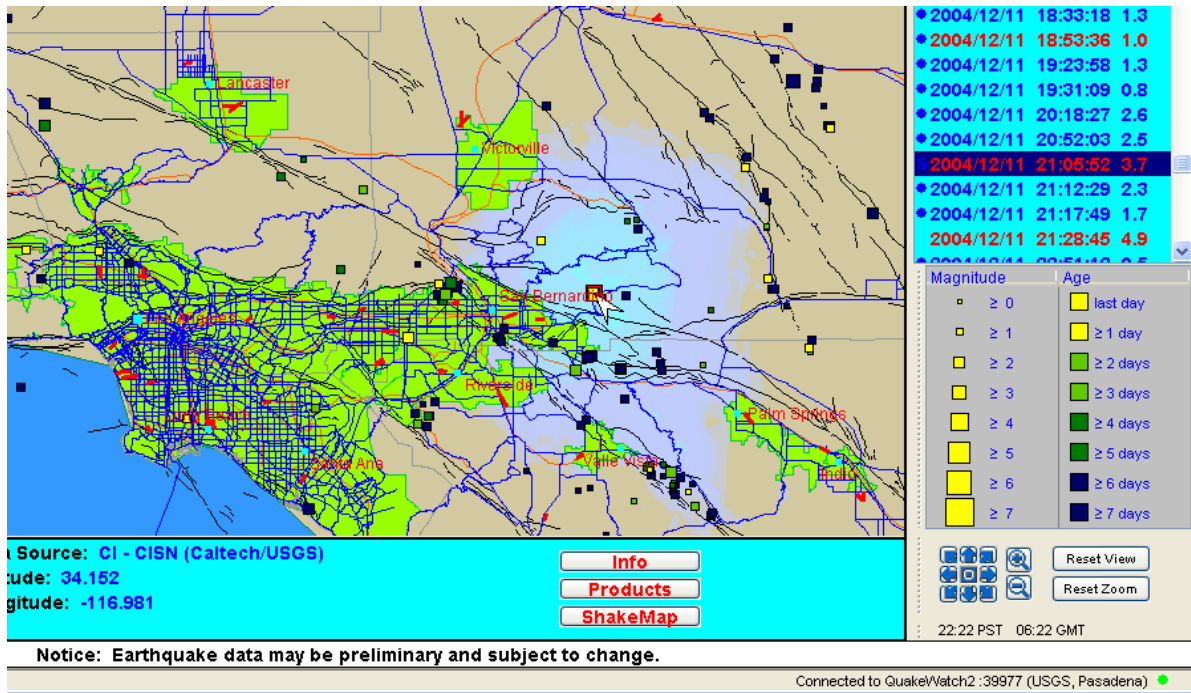 Lancaster
Victorville
San Bernardino
Los Angeles
Riverside
Long Beach
Santa Ana
Valle Vista
Palm Springs
Indio
2004/12/11 18:33:18 1.3
2004/12/11 18:53:36 1.0
2004/12/11 19:23:58 1.3
2004/12/11 19:31:09 0.8
2004/12/11 20:18:27 2.6
2004/12/11 20:52:03 2.5
S 2004/12/11 21:05:52 3.7
2004/12/11 21:12:29 2.3
2004/12/11 21:17:49 1.7
2004/12/11 21:28:45 4.9
Magnitude Age
≥ 0 last day
≥ 1 ≥ 1 day
≥ 2 ≥ 2 days
≥ 3 ≥ 3 days
≥ 4 ≥ 4 days
≥ 5 ≥ 5 days
≥ 6 ≥ 6 days
≥ 7 ≥ 7 days
Reset View
Reset Zoom
22:22 PST 06:22 GMT
a Source: CI - CISN (Caltech/USGS)
tude: 34.152
gitude: -116.981
Info
Products
ShakeMap
Notice: Earthquake data may be preliminary and subject to change.
Connected to QuakeWatch2 :39977 (USGS, Pasadena)